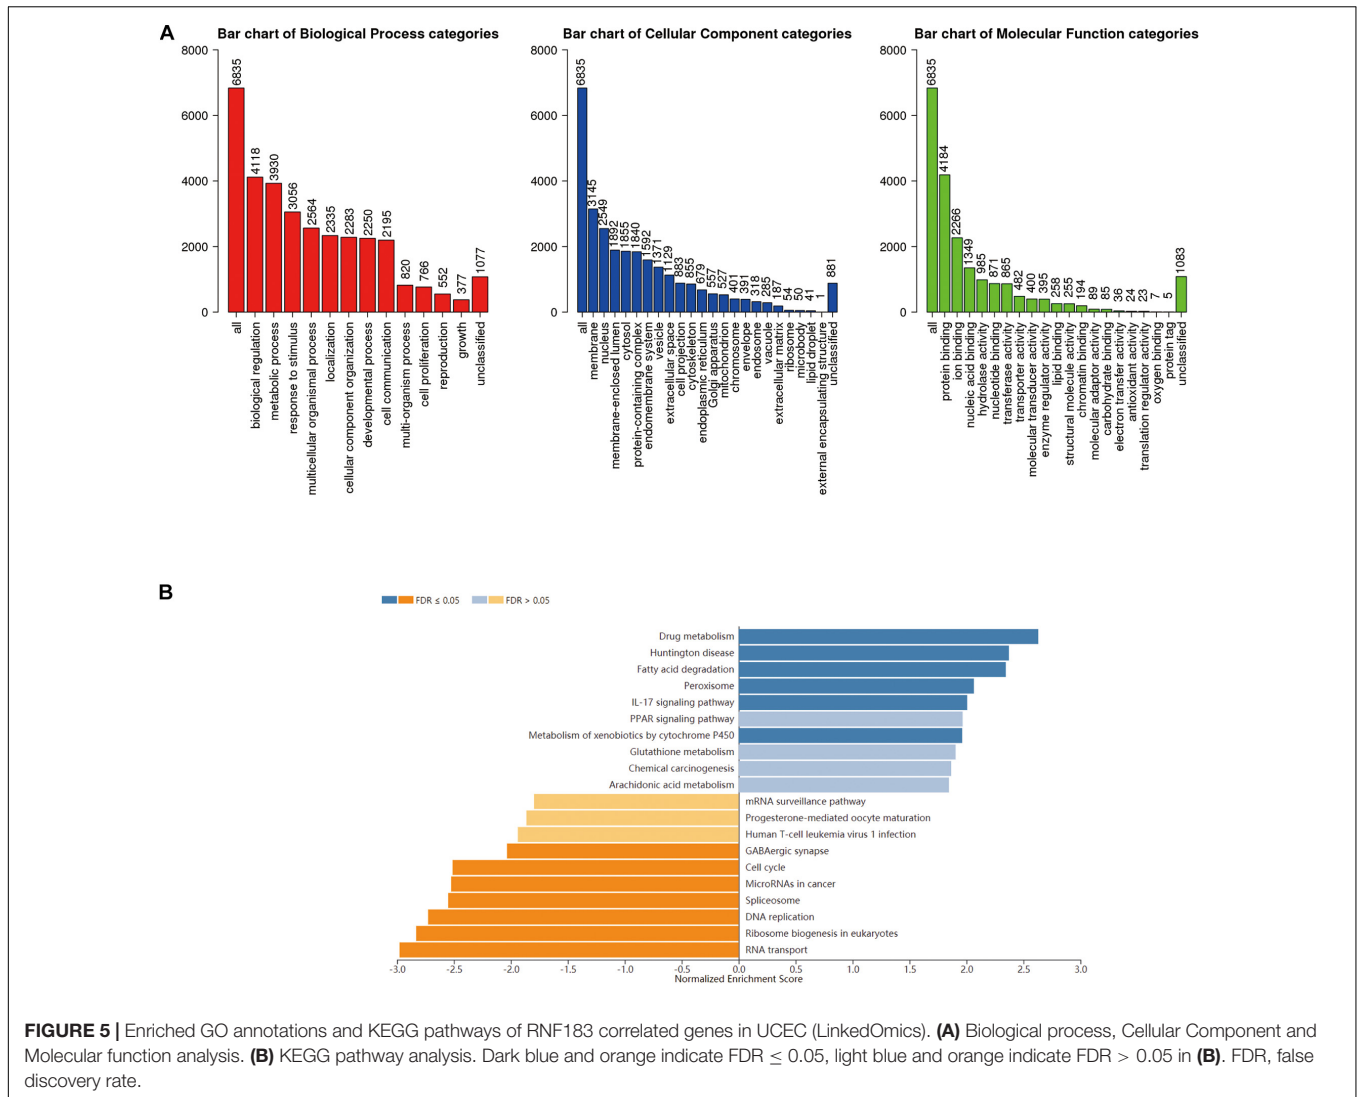 A
Bar chart of Biological Process categories
8000
6000
4000
2000
0
6835
4118
3930
3056
2564
2335
2283
2250
2195
820
766
552
377
1077
all
biological regulation
metabolic process
response to stimulus
multicellular organismal process
localization
cellular component organization
developmental process
cell communication
multi-organism process
cell proliferation
reproduction
growth
unclassified
Bar chart of Cellular Component categories
8000
6000
4000
2000
0
6835
3145
2549
1892
1855
1840
1592
1371
1129
883
855
679
557
527
401
391
318
285
187
54
50
41
1
881
all
membrane
nucleus
membrane-enclosed lumen
cytosol
protein-containing complex
endomembrane system
vesicle
extracellular space
cell projection
cytoskeleton
endoplasmic reticulum
Golgi apparatus
mitochondrion
chromosome
envelope
endosome
vacuole
extracellular matrix
ribosome
microbody
lipid droplet
external encapsulating structure
unclassified
Bar chart of Molecular Function categories
8000
6000
4000
2000
0
6835
4184
2266
1349
985
871
865
482
400
395
258
255
194
89
85
36
24
23
7
5
1083
all
protein binding
ion binding
nucleic acid binding
hydrolase activity
nucleotide binding
transferase activity
transporter activity
molecular transducer activity
enzyme regulator activity
lipid binding
structural molecule activity
chromatin binding
molecular adaptor activity
carbohydrate binding
electron transfer activity
antioxidant activity
translation regulator activity
oxygen binding
protein tag
unclassified
B
FDR ≤ 0.05
FDR > 0.05
Drug metabolism
Huntington disease
Fatty acid degradation
Peroxisome
IL-17 signaling pathway
PPAR signaling pathway
Metabolism of xenobiotics by cytochrome P450
Glutathione metabolism
Chemical carcinogenesis
Arachidonic acid metabolism
mRNA surveillance pathway
Progesterone-mediated oocyte maturation
Human T-cell leukemia virus 1 infection
GABAergic synapse
Cell cycle
MicroRNAs in cancer
Spliceosome
DNA replication
Ribosome biogenesis in eukaryotes
RNA transport
-3.0 -2.5 -2.0 -1.5 -1.0 -0.5 0.0 0.5 1.0 1.5 2.0 2.5 3.0
Normalized Enrichment Score
FIGURE 5 | Enriched GO annotations and KEGG pathways of RNF183 correlated genes in UCEC (LinkedOmics). (A) Biological process, Cellular Component and
Molecular function analysis. (B) KEGG pathway analysis. Dark blue and orange indicate FDR ≤ 0.05, light blue and orange indicate FDR > 0.05 in (B). FDR, false
discovery rate.